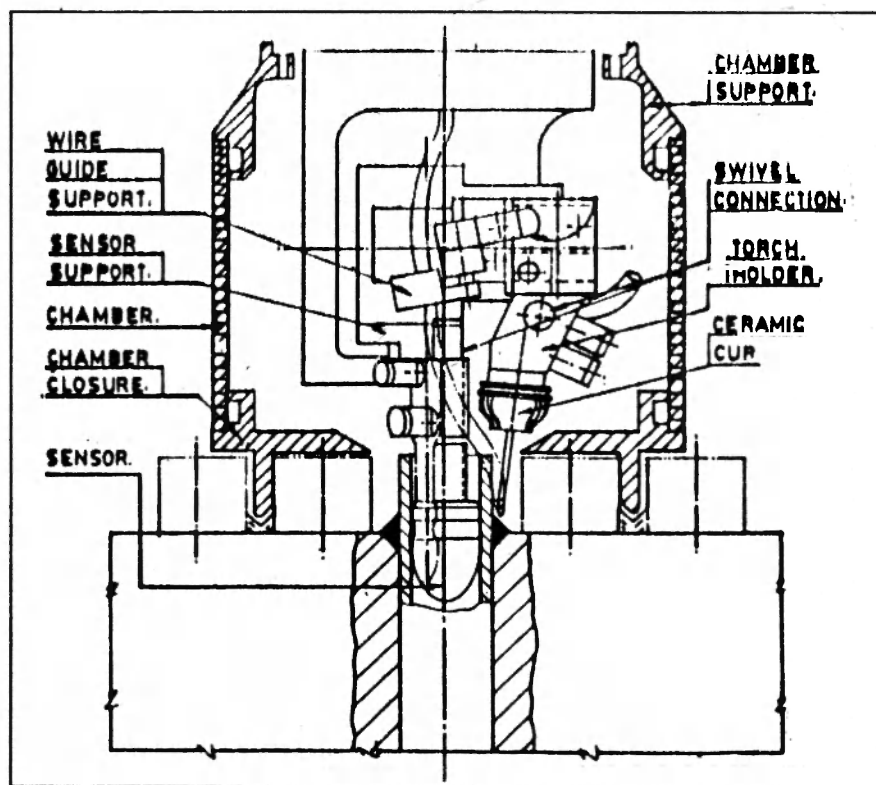 WIRE
GUIDE
SUPPORT.
SENSOR
SUPPORT.
CHAMBER.
CHAMBER
CLOSURE.
SENSOR.
CHAMBER
SUPPORT.
SWIVEL
CONNECTION.
TORCH.
HOLDER.
CERAMIC
CUP